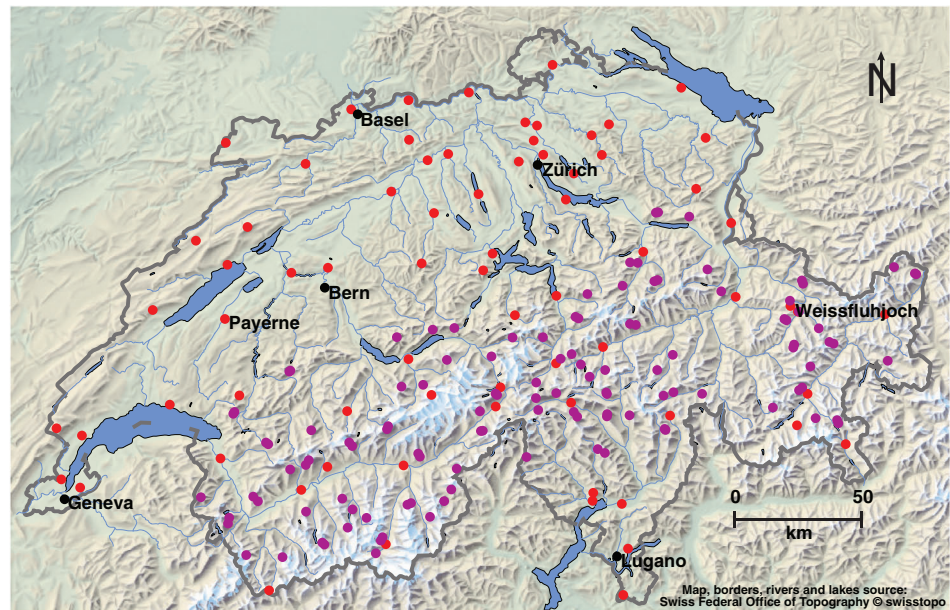 N
Basel
Zürich
Bern
Weissfluhjoch
Payerne
Geneva
0 50
km
Lugano
Map, borders, rivers and lakes source:
Swiss Federal Office of Topography © swisstopo